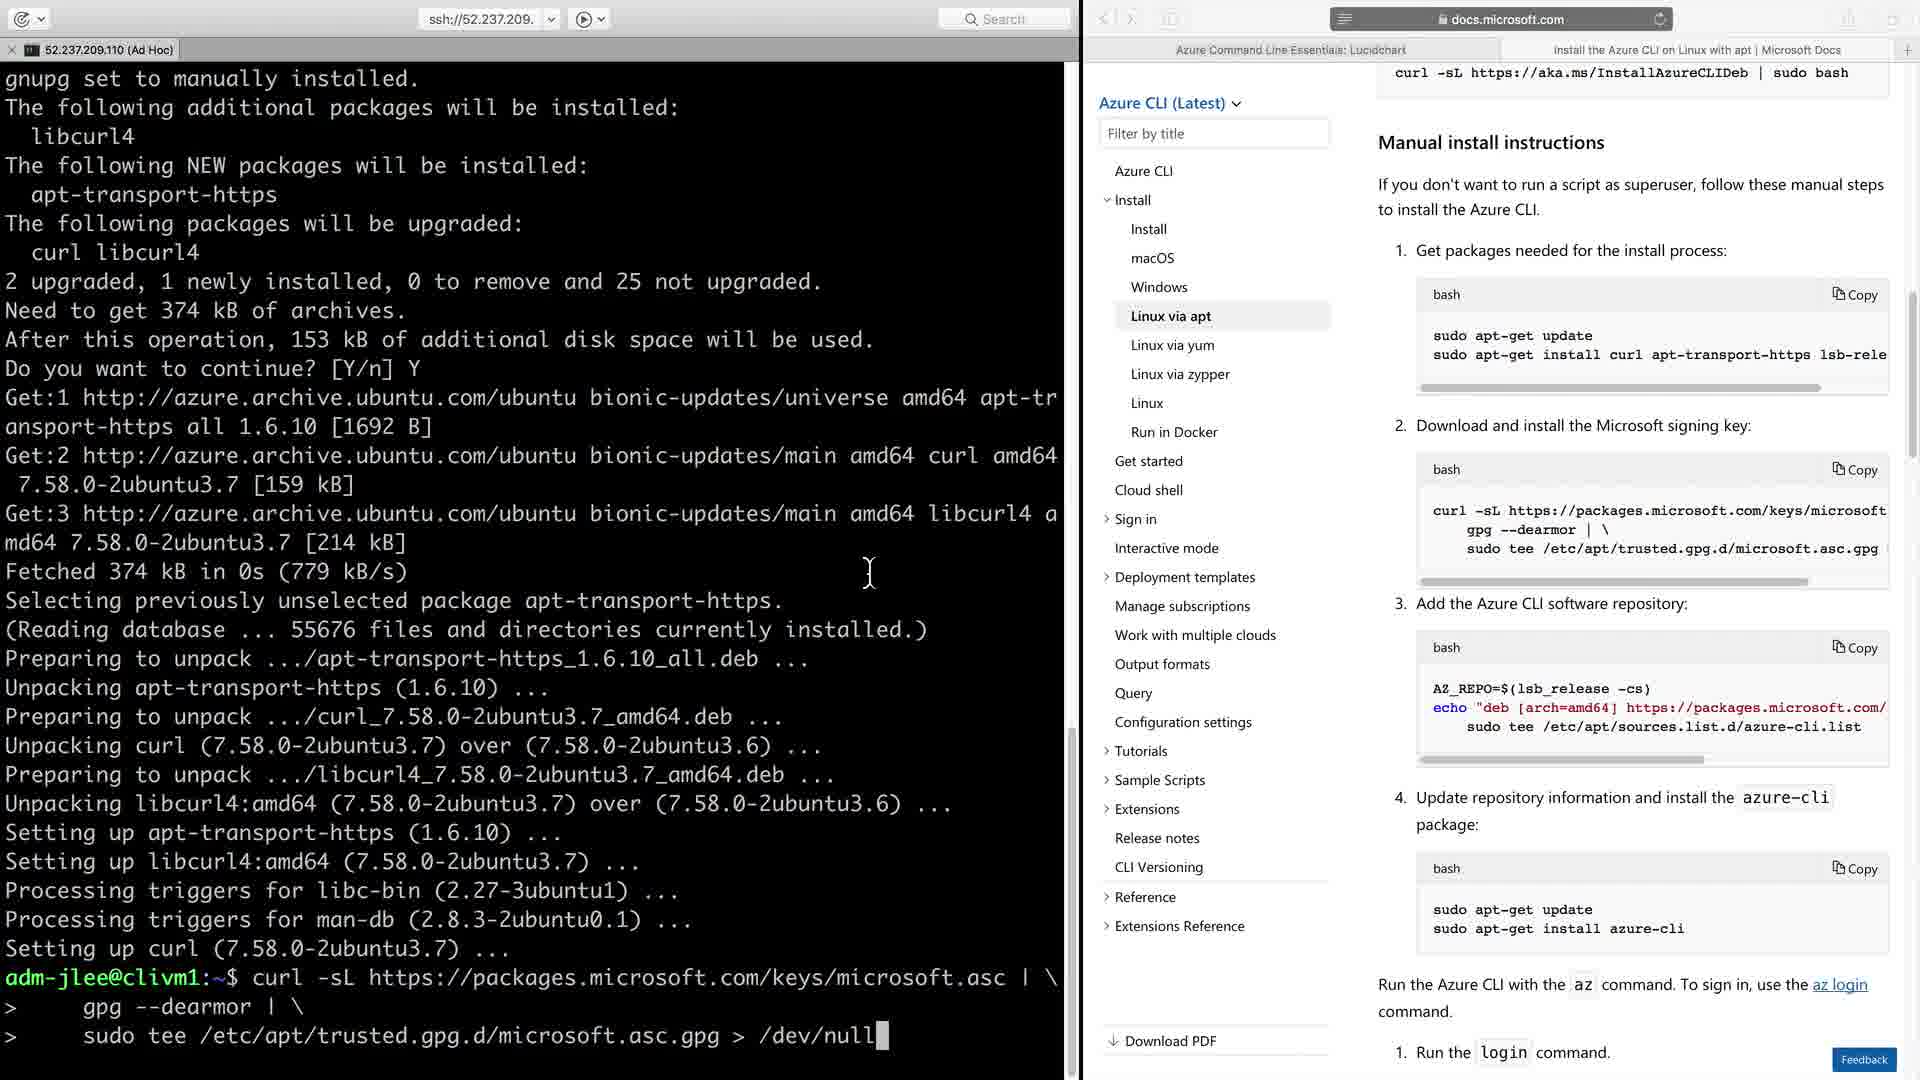 ssh://52.237.209.
Search
52.237.209.110 (Ad Hoc)
gnupg set to manually installed.
The following additional packages will be installed:
  libcurl4
The following NEW packages will be installed:
  apt-transport-https
The following packages will be upgraded:
  curl libcurl4
2 upgraded, 1 newly installed, 0 to remove and 25 not upgraded.
Need to get 374 kB of archives.
After this operation, 153 kB of additional disk space will be used.
Do you want to continue? [Y/n] Y
Get:1 http://azure.archive.ubuntu.com/ubuntu bionic-updates/universe amd64 apt-tr
ansport-https all 1.6.10 [1692 B]
Get:2 http://azure.archive.ubuntu.com/ubuntu bionic-updates/main amd64 curl amd64
 7.58.0-2ubuntu3.7 [159 kB]
Get:3 http://azure.archive.ubuntu.com/ubuntu bionic-updates/main amd64 libcurl4 a
md64 7.58.0-2ubuntu3.7 [214 kB]
Fetched 374 kB in 0s (779 kB/s)
Selecting previously unselected package apt-transport-https.
(Reading database ... 55676 files and directories currently installed.)
Preparing to unpack .../apt-transport-https_1.6.10_all.deb ...
Unpacking apt-transport-https (1.6.10) ...
Preparing to unpack .../curl_7.58.0-2ubuntu3.7_amd64.deb ...
Unpacking curl (7.58.0-2ubuntu3.7) over (7.58.0-2ubuntu3.6) ...
Preparing to unpack .../libcurl4_7.58.0-2ubuntu3.7_amd64.deb ...
Unpacking libcurl4:amd64 (7.58.0-2ubuntu3.7) over (7.58.0-2ubuntu3.6) ...
Setting up apt-transport-https (1.6.10) ...
Setting up libcurl4:amd64 (7.58.0-2ubuntu3.7) ...
Processing triggers for libc-bin (2.27-3ubuntu1) ...
Processing triggers for man-db (2.8.3-2ubuntu0.1) ...
Setting up curl (7.58.0-2ubuntu3.7) ...
adm-jlee@clivm1:~$ curl -sL https://packages.microsoft.com/keys/microsoft.asc | \
>     gpg --dearmor | \
>     sudo tee /etc/apt/trusted.gpg.d/microsoft.asc.gpg > /dev/null
docs.microsoft.com
Azure Command Line Essentials: Lucidchart
Install the Azure CLI on Linux with apt | Microsoft Docs
Azure CLI (Latest)
Filter by title
Azure CLI
Install
Install
macOS
Windows
Linux via apt
Linux via yum
Linux via zypper
Linux
Run in Docker
Get started
Cloud shell
Sign in
Interactive mode
Deployment templates
Manage subscriptions
Work with multiple clouds
Output formats
Query
Configuration settings
Tutorials
Sample Scripts
Extensions
Release notes
CLI Versioning
Reference
Extensions Reference
Download PDF
curl -sL https://aka.ms/InstallAzureCLIDeb | sudo bash
Manual install instructions
If you don't want to run a script as superuser, follow these manual steps
to install the Azure CLI.
1. Get packages needed for the install process:
bash
Copy
sudo apt-get update
sudo apt-get install curl apt-transport-https lsb-rele
2. Download and install the Microsoft signing key:
bash
Copy
curl -sL https://packages.microsoft.com/keys/microsoft
    gpg --dearmor | \
    sudo tee /etc/apt/trusted.gpg.d/microsoft.asc.gpg
3. Add the Azure CLI software repository:
bash
Copy
AZ_REPO=$(lsb_release -cs)
echo "deb [arch=amd64] https://packages.microsoft.com/
    sudo tee /etc/apt/sources.list.d/azure-cli.list
4. Update repository information and install the azure-cli
package:
bash
Copy
sudo apt-get update
sudo apt-get install azure-cli
Run the Azure CLI with the az command. To sign in, use the az login
command.
1. Run the login command.
Feedback